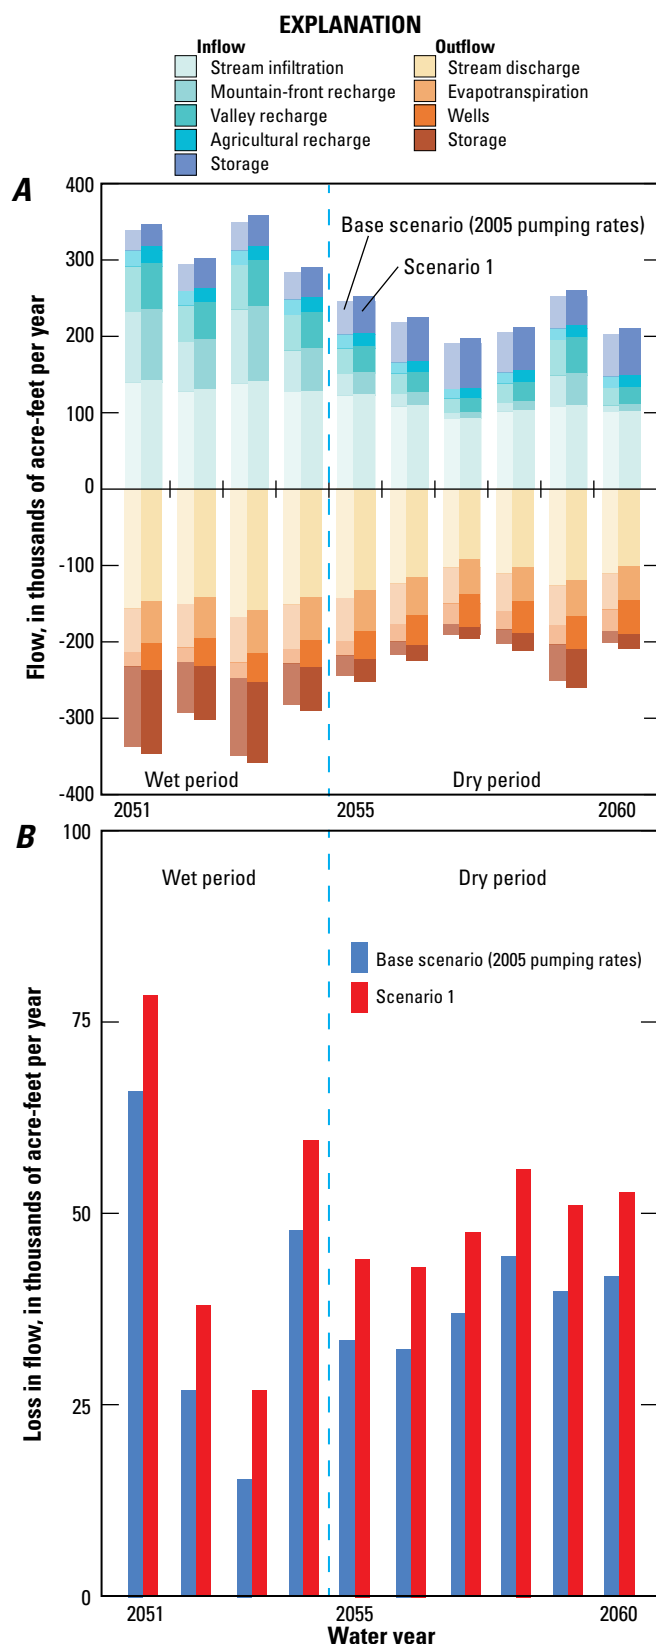 EXPLANATION
Inflow
Outflow
Stream infiltration
Stream discharge
Mountain-front recharge
Evapotranspiration
Valley recharge
Wells
Agricultural recharge
Storage
Storage
A
400
300
200
100
0
-100
-200
-300
-400
Flow, in thousands of acre-feet per year
Base scenario (2005 pumping rates)
Scenario 1
Wet period
Dry period
2051
2055
2060
B
100
75
50
25
0
Loss in flow, in thousands of acre-feet per year
Wet period
Dry period
Base scenario (2005 pumping rates)
Scenario 1
2051
2055
2060
Water year